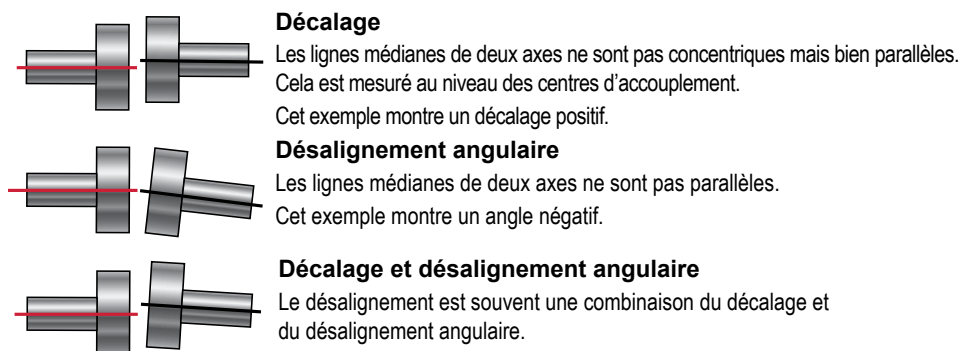 Décalage
Les lignes médianes de deux axes ne sont pas concentriques mais bien parallèles.
Cela est mesuré au niveau des centres d’accouplement.
Cet exemple montre un décalage positif.
Désalignement angulaire
Les lignes médianes de deux axes ne sont pas parallèles.
Cet exemple montre un angle négatif.
Décalage et désalignement angulaire
Le désalignement est souvent une combinaison du décalage et
du désalignement angulaire.